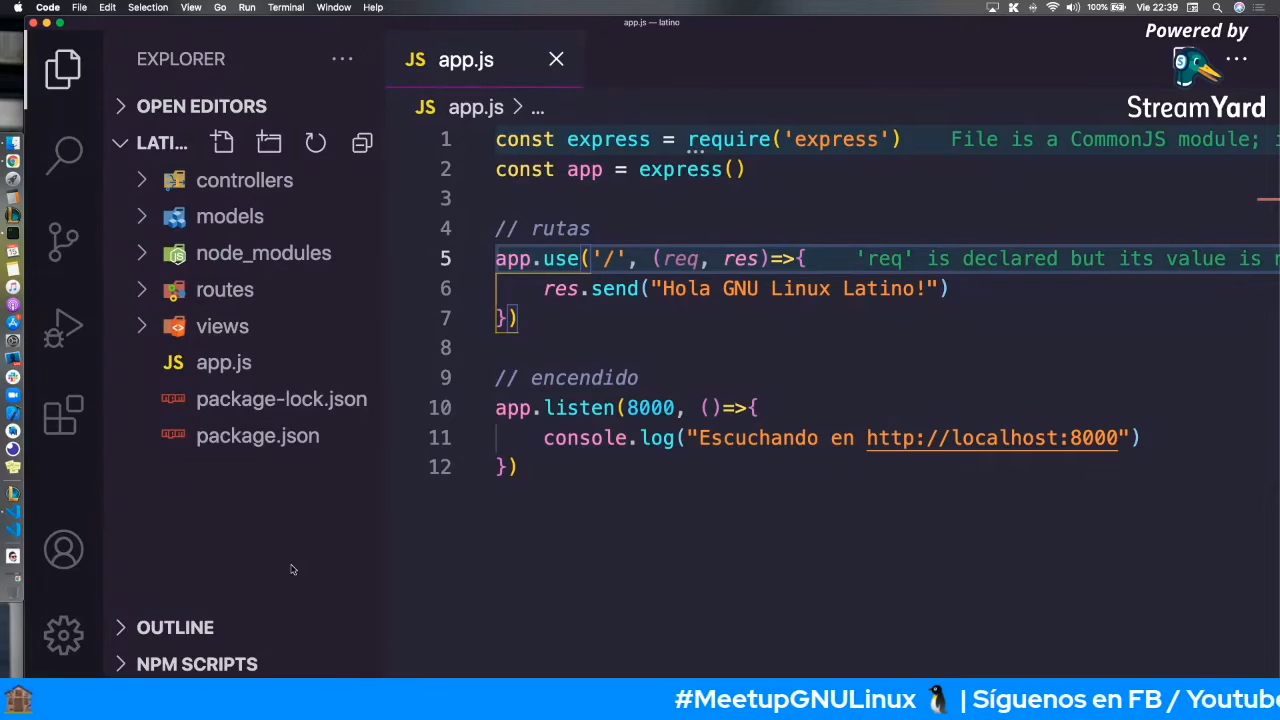 Code File Edit Selection View Go Run Terminal Window Help 100% Vie 22:39
app.js — latino
Powered by
StreamYard
EXPLORER
OPEN EDITORS
LATI...
controllers
models
node_modules
routes
views
JS app.js
package-lock.json
package.json
OUTLINE
NPM SCRIPTS
JS app.js
JS app.js > ...
1 const express = require('express') File is a CommonJS module;
2 const app = express()
3
4 // rutas
5 app.use('/', (req, res)=>{ 'req' is declared but its value is
6 res.send("Hola GNU Linux Latino!")
7 })
8
9 // encendido
10 app.listen(8000, ()=>{
11 console.log("Escuchando en http://localhost:8000")
12 })
#MeetupGNULinux 🐧 | Síguenos en FB / Youtube